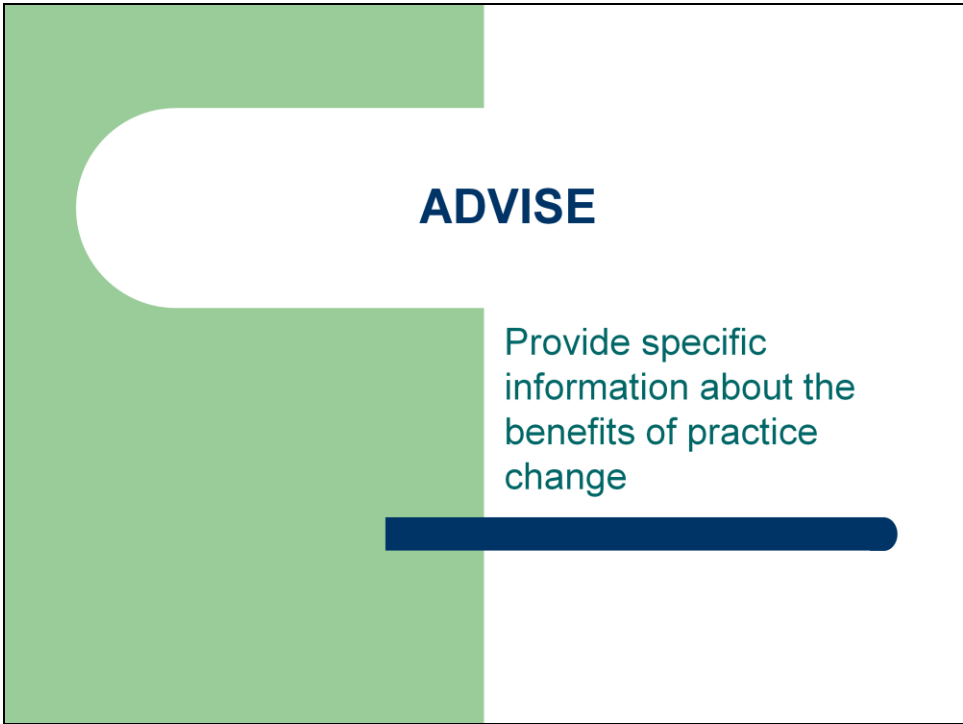 ADVISE
Provide specific
information about the
benefits of practice
change